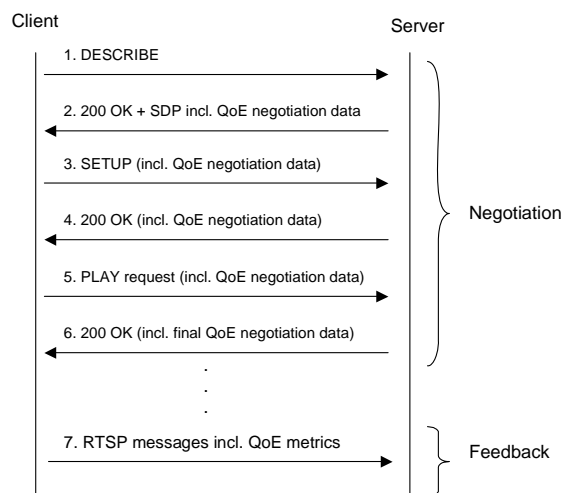 Client
Server
1. DESCRIBE
2. 200 OK + SDP incl. QoE negotiation data
3. SETUP (incl. QoE negotiation data)
4. 200 OK (incl. QoE negotiation data)
Negotiation
5. PLAY request (incl. QoE negotiation data)
6. 200 OK (incl. final QoE negotiation data)
.
.
.
7. RTSP messages incl. QoE metrics
Feedback